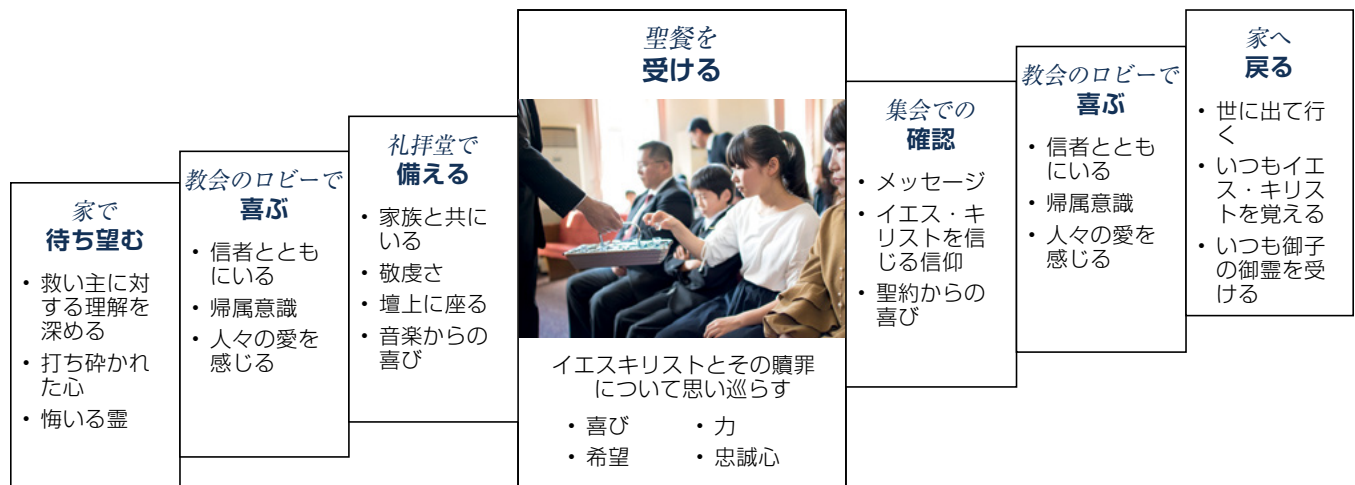 家で
待ち望む
• 救い主に対
する理解を
深める
• 打ち砕かれ
た心
• 悔いる霊
教会のロビーで
喜ぶ
• 信者ととも
にいる
• 帰属意識
• 人々の愛を
感じる
礼拝堂で
備える
• 家族と共に
いる
• 敬虔さ
• 壇上に座る
• 音楽からの
喜び
聖餐を
受ける
イエスキリストとその贖罪
について思い巡らす
• 喜び
• 力
• 希望
• 忠誠心
集会での
確認
• メッセージ
• イエス・キ
リストを信
じる信仰
• 聖約からの
喜び
教会のロビーで
喜ぶ
• 信者ととも
にいる
• 帰属意識
• 人々の愛を
感じる
家へ
戻る
• 世に出て行
く
• いつもイエ
ス・キリス
トを覚える
• いつも御子
の御霊を受
ける